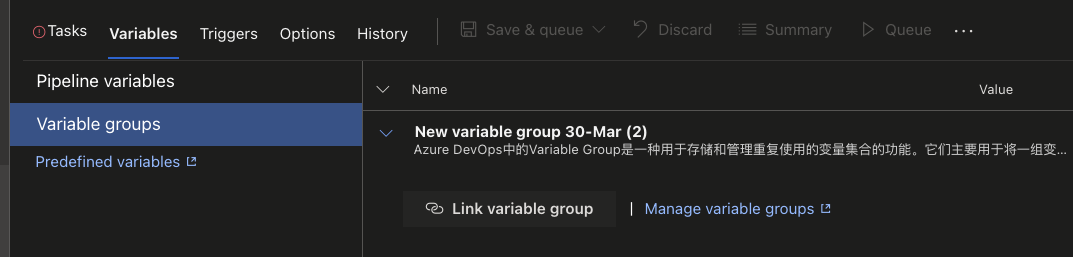 Tasks Variables Triggers Options History Save & queue Discard Summary Queue ...
Pipeline variables
Variable groups
Predefined variables
Name Value
New variable group 30-Mar (2)
Azure DevOps中的Variable Group是一种用于存储和管理重复使用的变量集合的功能。它们主要用于将一组变...
Link variable group | Manage variable groups